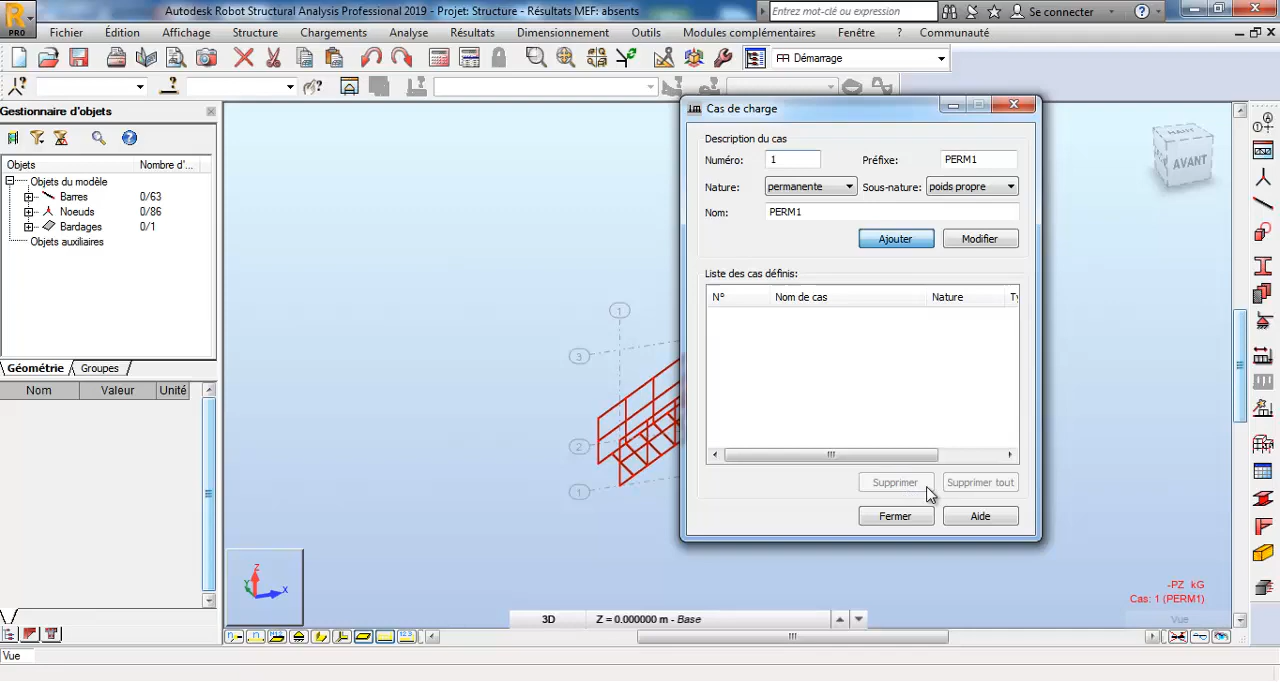 Autodesk Robot Structural Analysis Professional 2019 - Projet: Structure - Résultats MEF: absents
Entrez mot-clé ou expression
Se connecter
PRO
Fichier Édition Affichage Structure Chargements Analyse Résultats Dimensionnement Outils Modules complémentaires Fenêtre ? Communauté
Démarrage
Gestionnaire d'objets
Objets Nombre d'...
Objets du modèle
Barres 0/63
Noeuds 0/86
Bardages 0/1
Objets auxiliaires
Géométrie Groupes
Nom Valeur Unité
Cas de charge
Description du cas
Numéro: 1 Préfixe: PERM1
Nature: permanente Sous-nature: poids propre
Nom: PERM1
Ajouter Modifier
Liste des cas définis:
N° Nom de cas Nature Ty
Supprimer Supprimer tout
Fermer Aide
HAUT
AVANT
1
3
2
1
Z
Y
X
-PZ kG
Cas: 1 (PERM1)
3D Z = 0.000000 m - Base
Vue
Vue